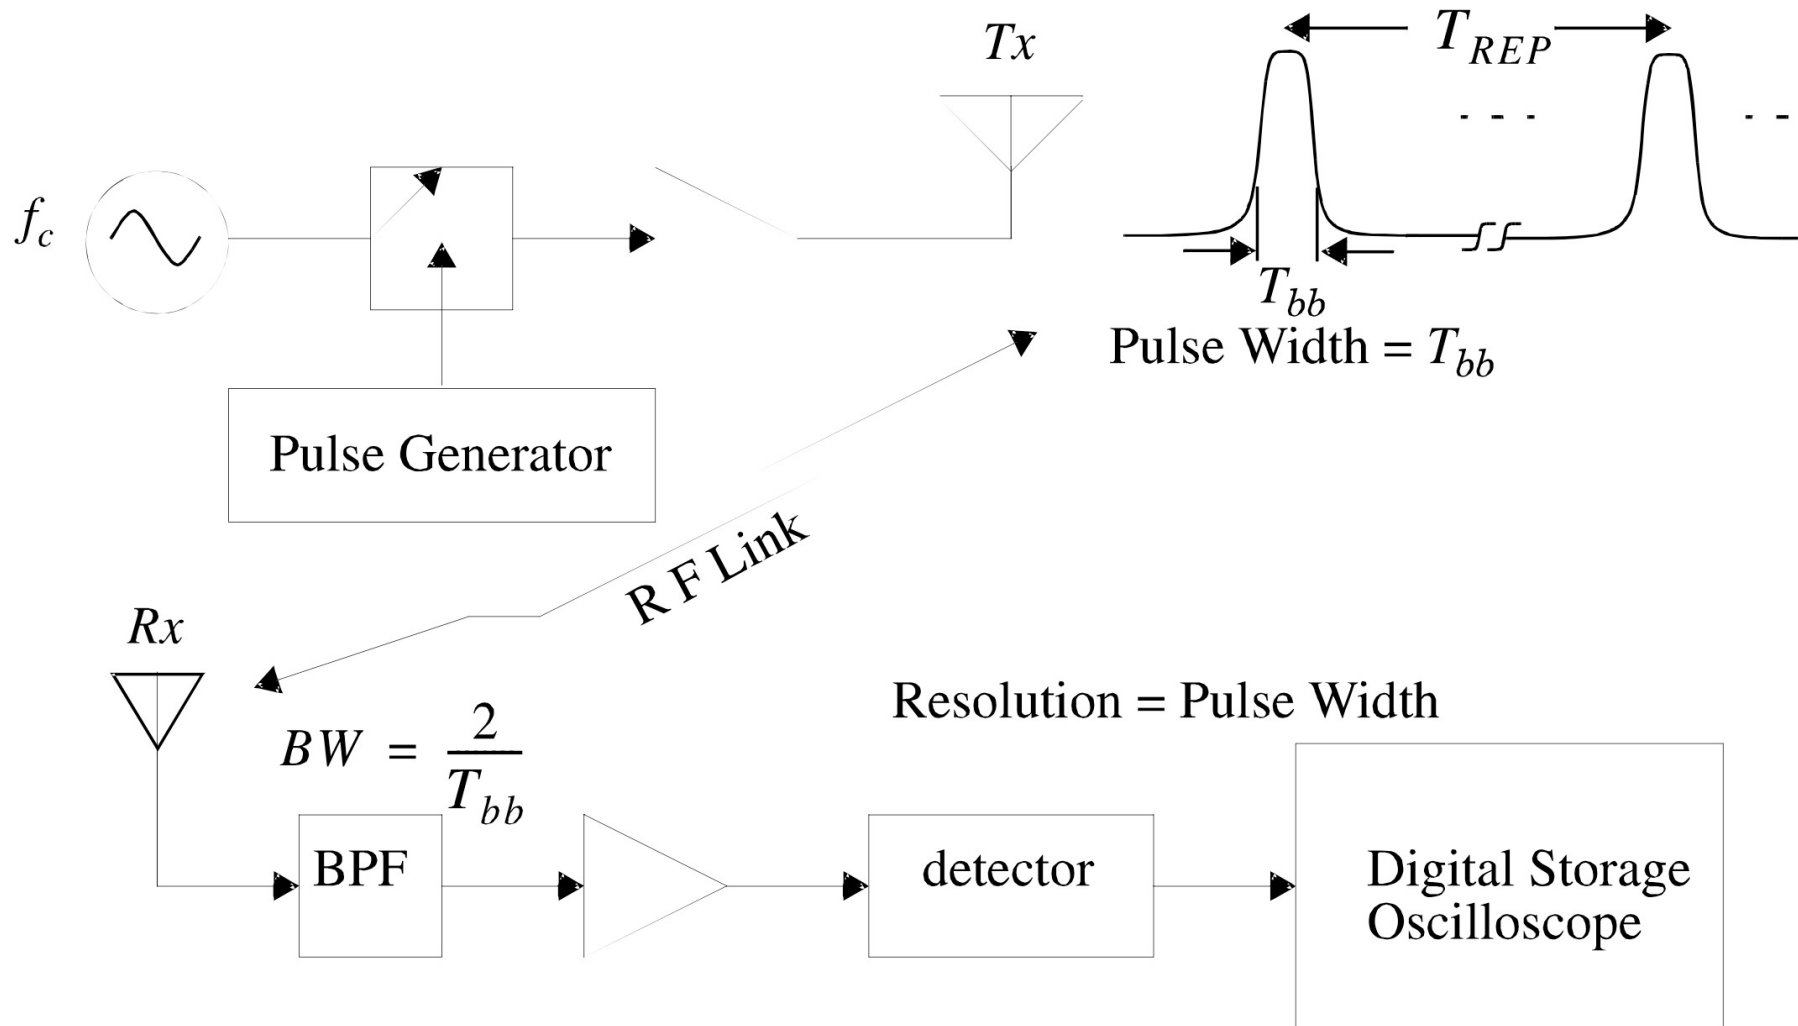 Tx
T_REP
f_c
T_bb
Pulse Width = T_bb
Pulse Generator
R F Link
Rx
Resolution = Pulse Width
BW = 2/T_bb
BPF
detector
Digital Storage
Oscilloscope